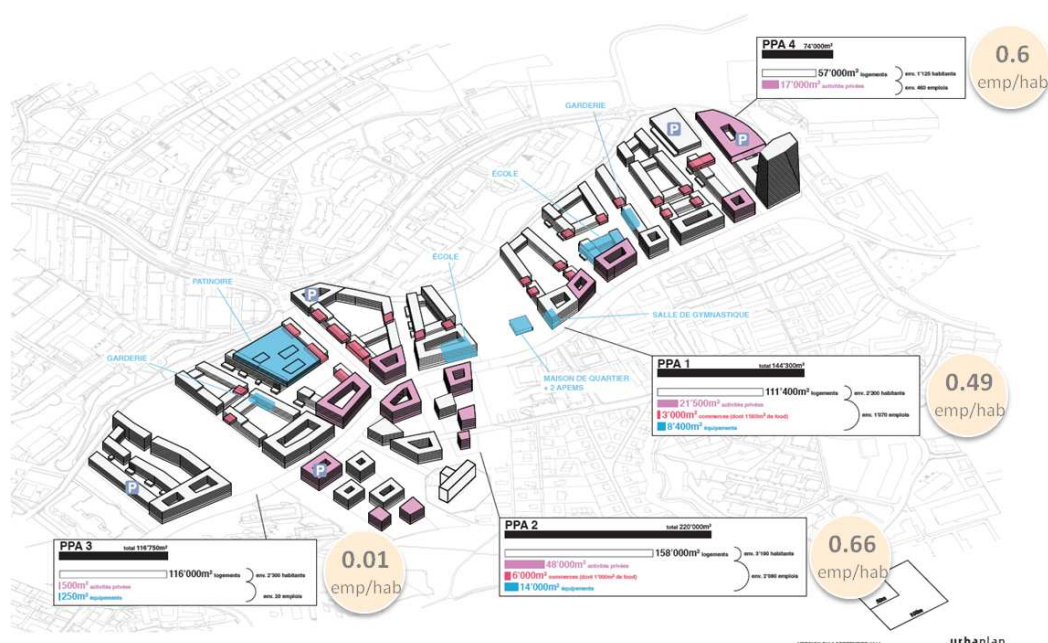 PPA 4 74'000m²
57'000m² logements env. 1'125 habitants
17'000m² activités privées env. 460 emplois
0.6
emp/hab
GARDERIE
ÉCOLE
P
P
ÉCOLE
PATINOIRE
P
SALLE DE GYMNASTIQUE
GARDERIE
MAISON DE QUARTIER
+ 2 APEMS
PPA 1 total 144'300m²
111'400m² logements env. 2'300 habitants
21'500m² activités privées
3'000m² commerces (dont 1'500m² de food) env. 1'070 emplois
8'400m² équipements
0.49
emp/hab
P
P
PPA 3 total 116'750m²
116'000m² logements env. 2'300 habitants
500m² activités privées
250m² équipements env. 20 emplois
0.01
emp/hab
PPA 2 total 220'000m²
158'000m² logements env. 3'160 habitants
48'000m² activités privées
6'000m² commerces (dont 1'000m² de food) env. 2'080 emplois
14'000m² équipements
0.66
emp/hab
urbaplan